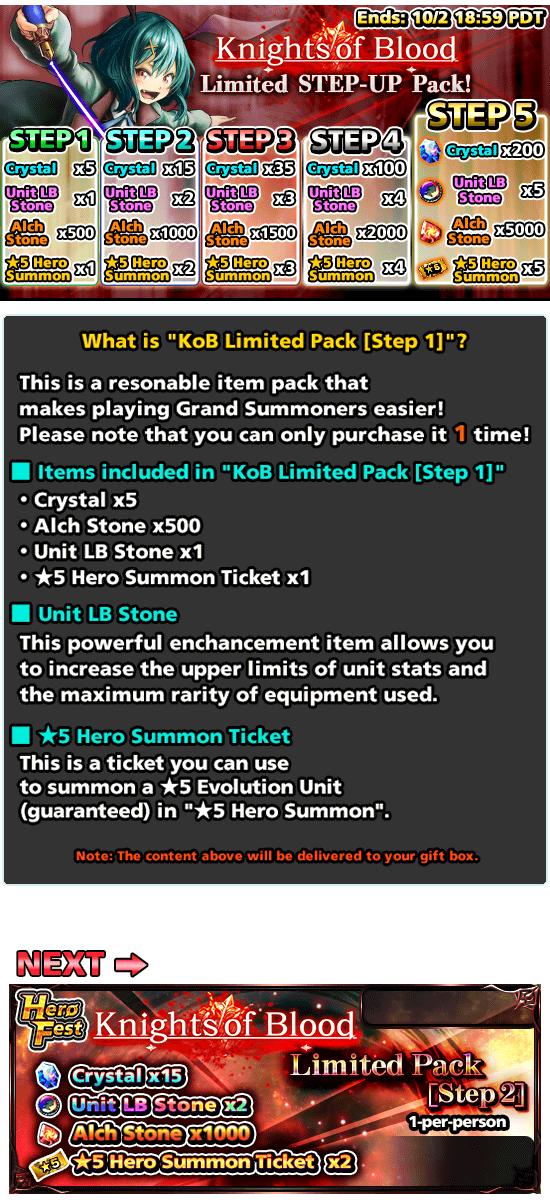 Ends: 10/2 18:59 PDT
Knights of Blood
Limited STEP-UP Pack!
STEP 1
Crystal x5
Unit LB Stone x1
Alch Stone x500
★5 Hero Summon x1
STEP 2
Crystal x15
Unit LB Stone x2
Alch Stone x1000
★5 Hero Summon x2
STEP 3
Crystal x35
Unit LB Stone x3
Alch Stone x1500
★5 Hero Summon x3
STEP 4
Crystal x100
Unit LB Stone x4
Alch Stone x2000
★5 Hero Summon x4
STEP 5
Crystal x200
Unit LB Stone x5
Alch Stone x5000
★5 Hero Summon x5
What is "KoB Limited Pack [Step 1]"?
This is a resonable item pack that
makes playing Grand Summoners easier!
Please note that you can only purchase it 1 time!
■ Items included in "KoB Limited Pack [Step 1]"
• Crystal x5
• Alch Stone x500
• Unit LB Stone x1
• ★5 Hero Summon Ticket x1
■ Unit LB Stone
This powerful enchancement item allows you
to increase the upper limits of unit stats and
the maximum rarity of equipment used.
■ ★5 Hero Summon Ticket
This is a ticket you can use
to summon a ★5 Evolution Unit
(guaranteed) in "★5 Hero Summon".
Note: The content above will be delivered to your gift box.
NEXT ➡
Hero Fest
Knights of Blood
Limited Pack
[Step 2]
1-per-person
Crystal x15
Unit LB Stone x2
Alch Stone x1000
★5 Hero Summon Ticket x2